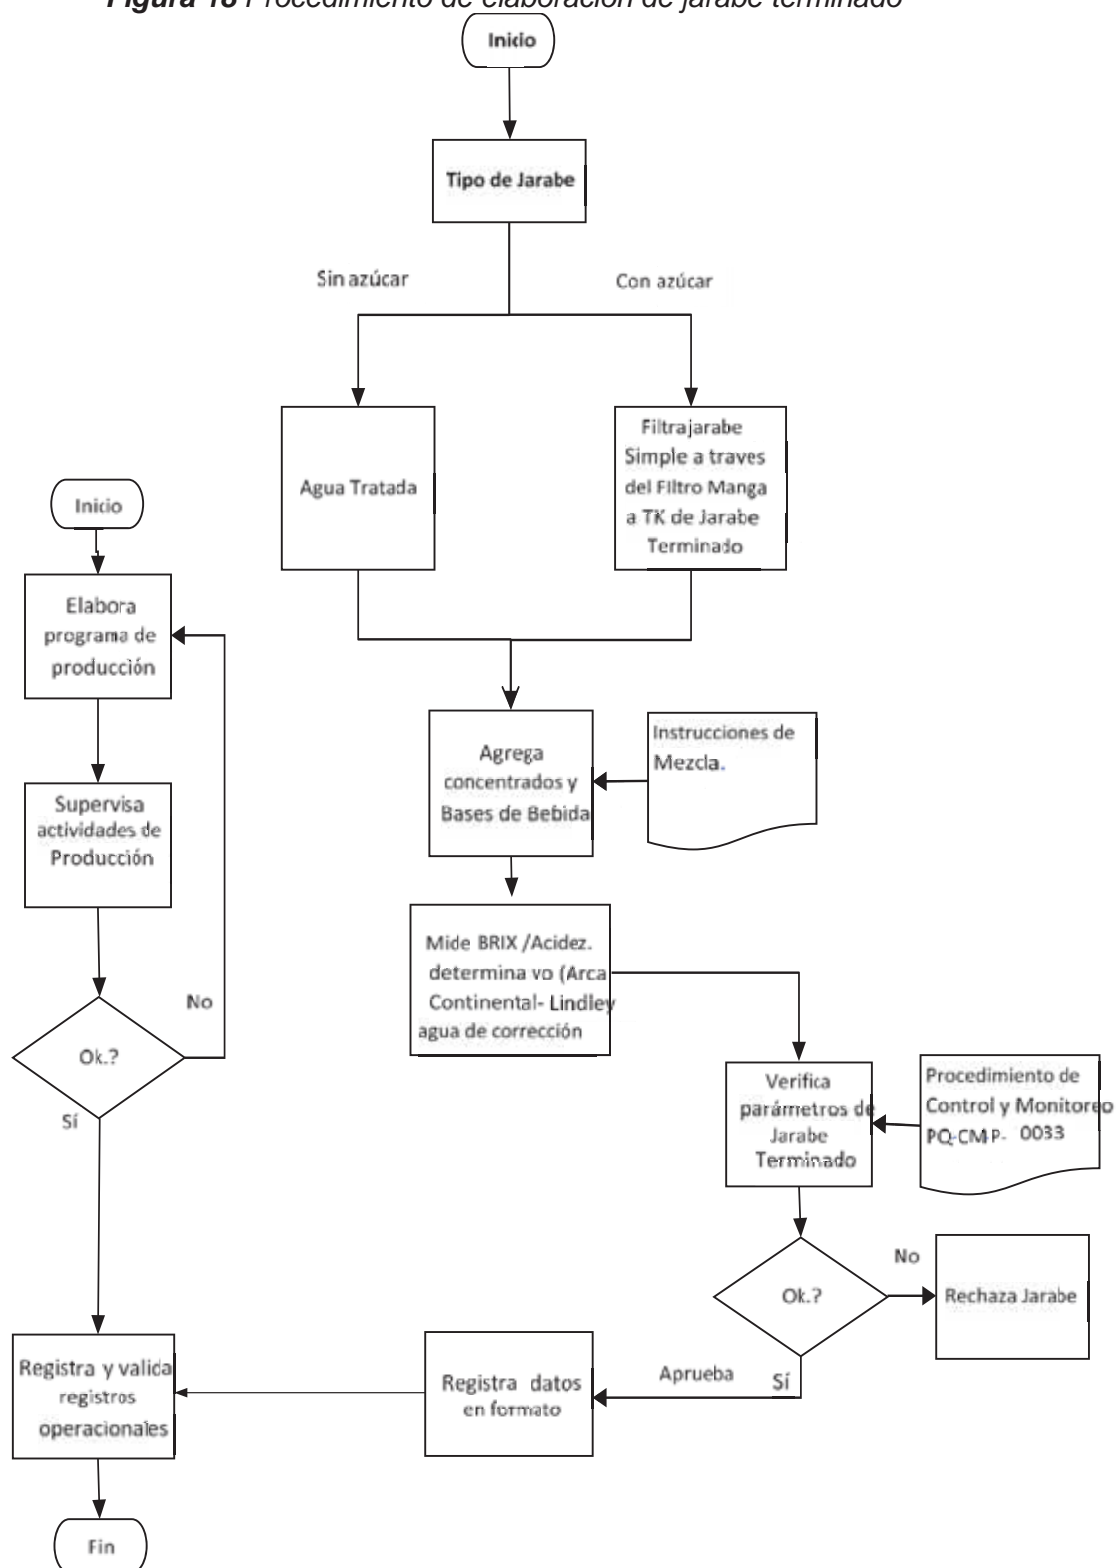 Figura 18 Procedimiento de elaboración de jarabe terminado
Inicio
Tipo de Jarabe
Sin azúcar
Con azúcar
Agua Tratada
Filtrajarabe
Simple a traves
del Filtro Manga
a TK de Jarabe
Terminado
Inicio
Elabora
programa de
producción
Supervisa
actividades de
Producción
Ok.?
No
Sí
Agrega
concentrados y
Bases de Bebida
Instrucciones de
Mezcla.
Mide BRIX /Acidez.
determina vo (Arca
Continental- Lindley
agua de corrección
Verifica
parámetros de
Jarabe
Terminado
Procedimiento de
Control y Monitoreo
PQ-CM-P- 0033
Ok.?
No
Rechaza Jarabe
Aprueba
Sí
Registra datos
en formato
Registra y valida
registros
operacionales
Fin